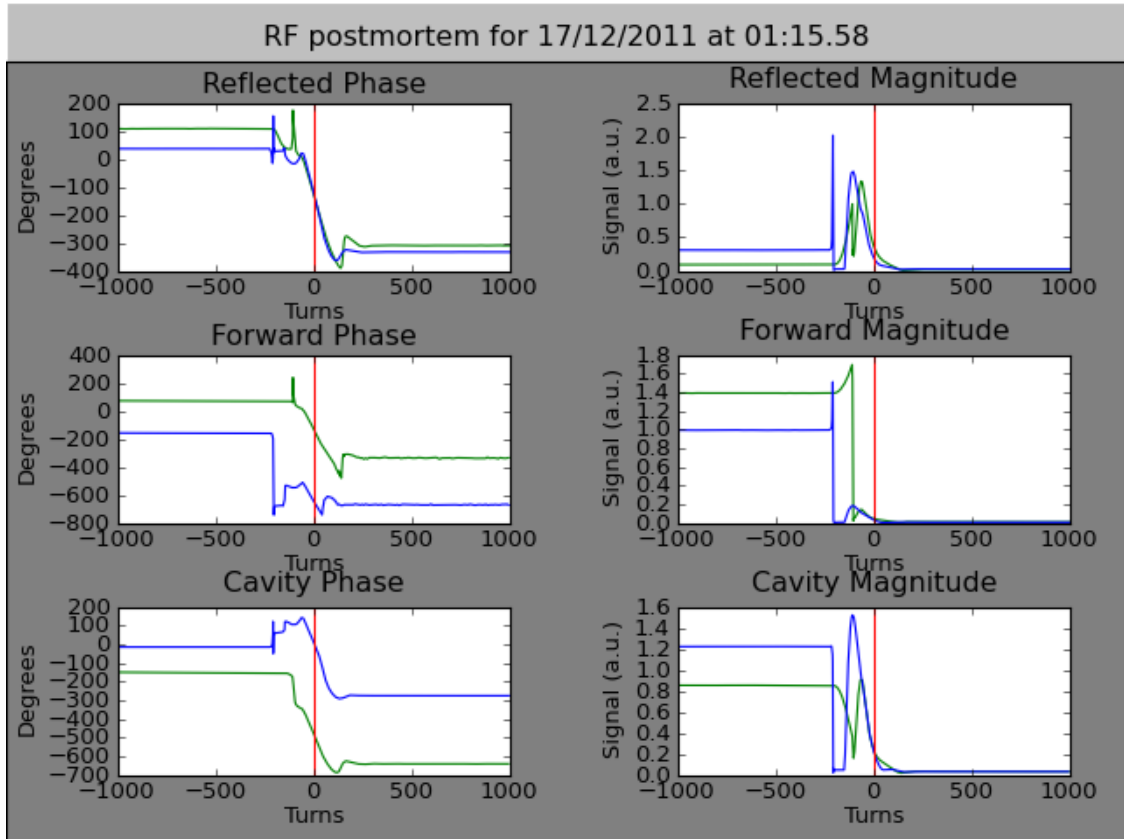 RF postmortem for 17/12/2011 at 01:15.58
Reflected Phase
200
100
0
−100
−200
−300
−400
Degrees
−1000 −500 0 500 1000
Turns
Reflected Magnitude
2.5
2.0
1.5
1.0
0.5
0.0
Signal (a.u.)
−1000 −500 0 500 1000
Turns
Forward Phase
400
200
0
−200
−400
−600
−800
Degrees
−1000 −500 0 500 1000
Turns
Forward Magnitude
1.8
1.6
1.4
1.2
1.0
0.8
0.6
0.4
0.2
0.0
Signal (a.u.)
−1000 −500 0 500 1000
Turns
Cavity Phase
200
100
0
−100
−200
−300
−400
−500
−600
−700
Degrees
−1000 −500 0 500 1000
Turns
Cavity Magnitude
1.6
1.4
1.2
1.0
0.8
0.6
0.4
0.2
0.0
Signal (a.u.)
−1000 −500 0 500 1000
Turns